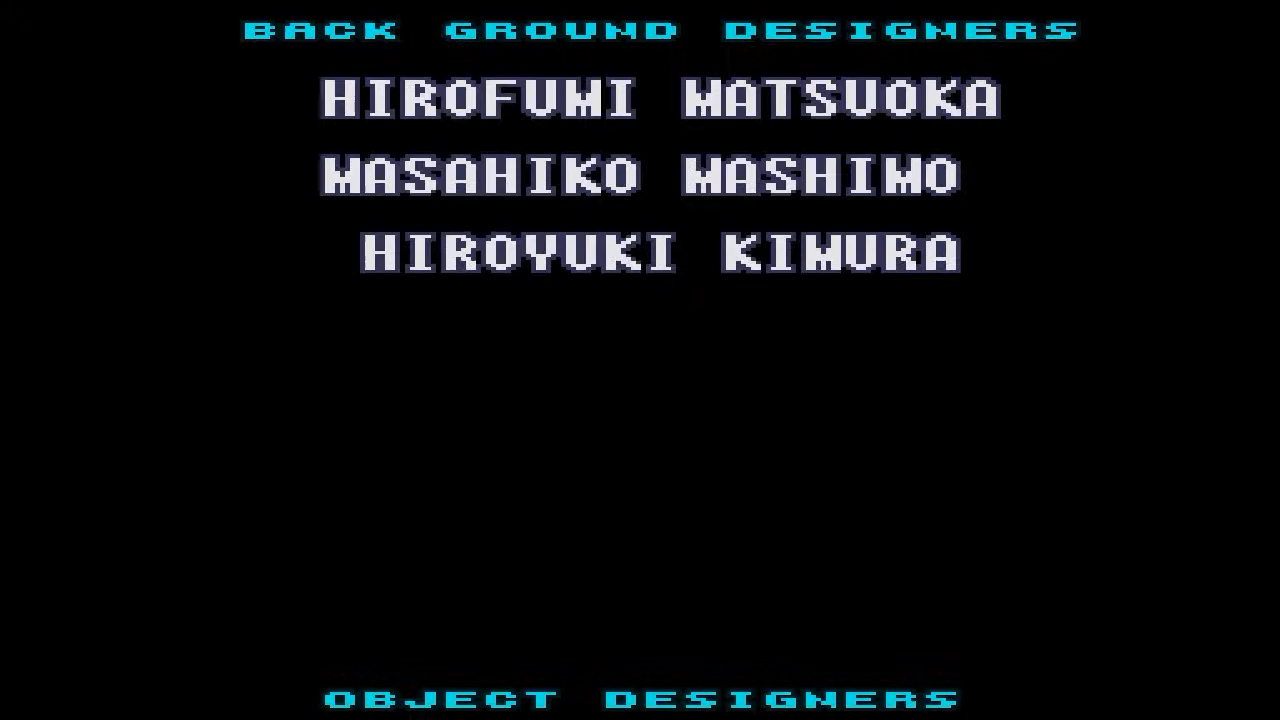 BACK GROUND DESIGNERS
HIROFUMI MATSUOKA
MASAHIKO MASHIMO
HIROYUKI KIMURA
OBJECT DESIGNERS